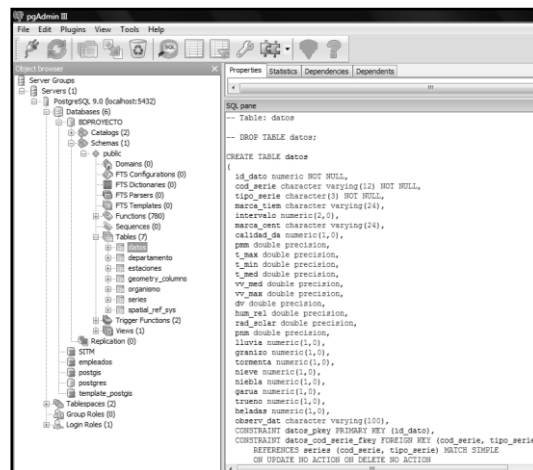 pgAdmin III
File Edit Plugins View Tools Help
Object browser
Server Groups
Servers (1)
PostgreSQL 9.0 (localhost:5432)
Databases (6)
BDPROYECTO
Catalogs (2)
Schemas (1)
public
Domains (0)
FTS Configurations (0)
FTS Dictionaries (0)
FTS Parsers (0)
FTS Templates (0)
Functions (780)
Sequences (0)
Tables (7)
datos
departamento
estaciones
geometry_columns
organismo
series
spatial_ref_sys
Trigger Functions (2)
Views (1)
Replication (0)
SITM
empleados
postgis
postgres
template_postgis
Tablespaces (2)
Group Roles (0)
Login Roles (1)
Properties Statistics Dependencies Dependents
SQL pane
-- Table: datos
-- DROP TABLE datos;
CREATE TABLE datos
(
id_dato numeric NOT NULL,
cod_serie character varying(12) NOT NULL,
tipo_serie character(3) NOT NULL,
marca_tiem character varying(24),
intervalo numeric(2,0),
marca_cent character varying(24),
calidad_da numeric(1,0),
pmm double precision,
t_max double precision,
t_min double precision,
t_med double precision,
vv_med double precision,
vv_max double precision,
dv double precision,
hum_rel double precision,
rad_solar double precision,
pnm double precision,
lluvia numeric(1,0),
granizo numeric(1,0),
tormenta numeric(1,0),
nieve numeric(1,0),
niebla numeric(1,0),
garua numeric(1,0),
trueno numeric(1,0),
heladas numeric(1,0),
observ_dat character varying(100),
CONSTRAINT datos_pkey PRIMARY KEY (id_dato),
CONSTRAINT datos_cod_serie_fkey FOREIGN KEY (cod_serie, tipo_serie
REFERENCES series (cod_serie, tipo_serie) MATCH SIMPLE
ON UPDATE NO ACTION ON DELETE NO ACTION